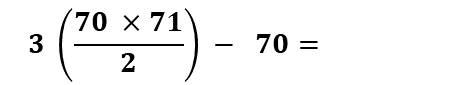 3 (70 × 71 / 2) − 70 =